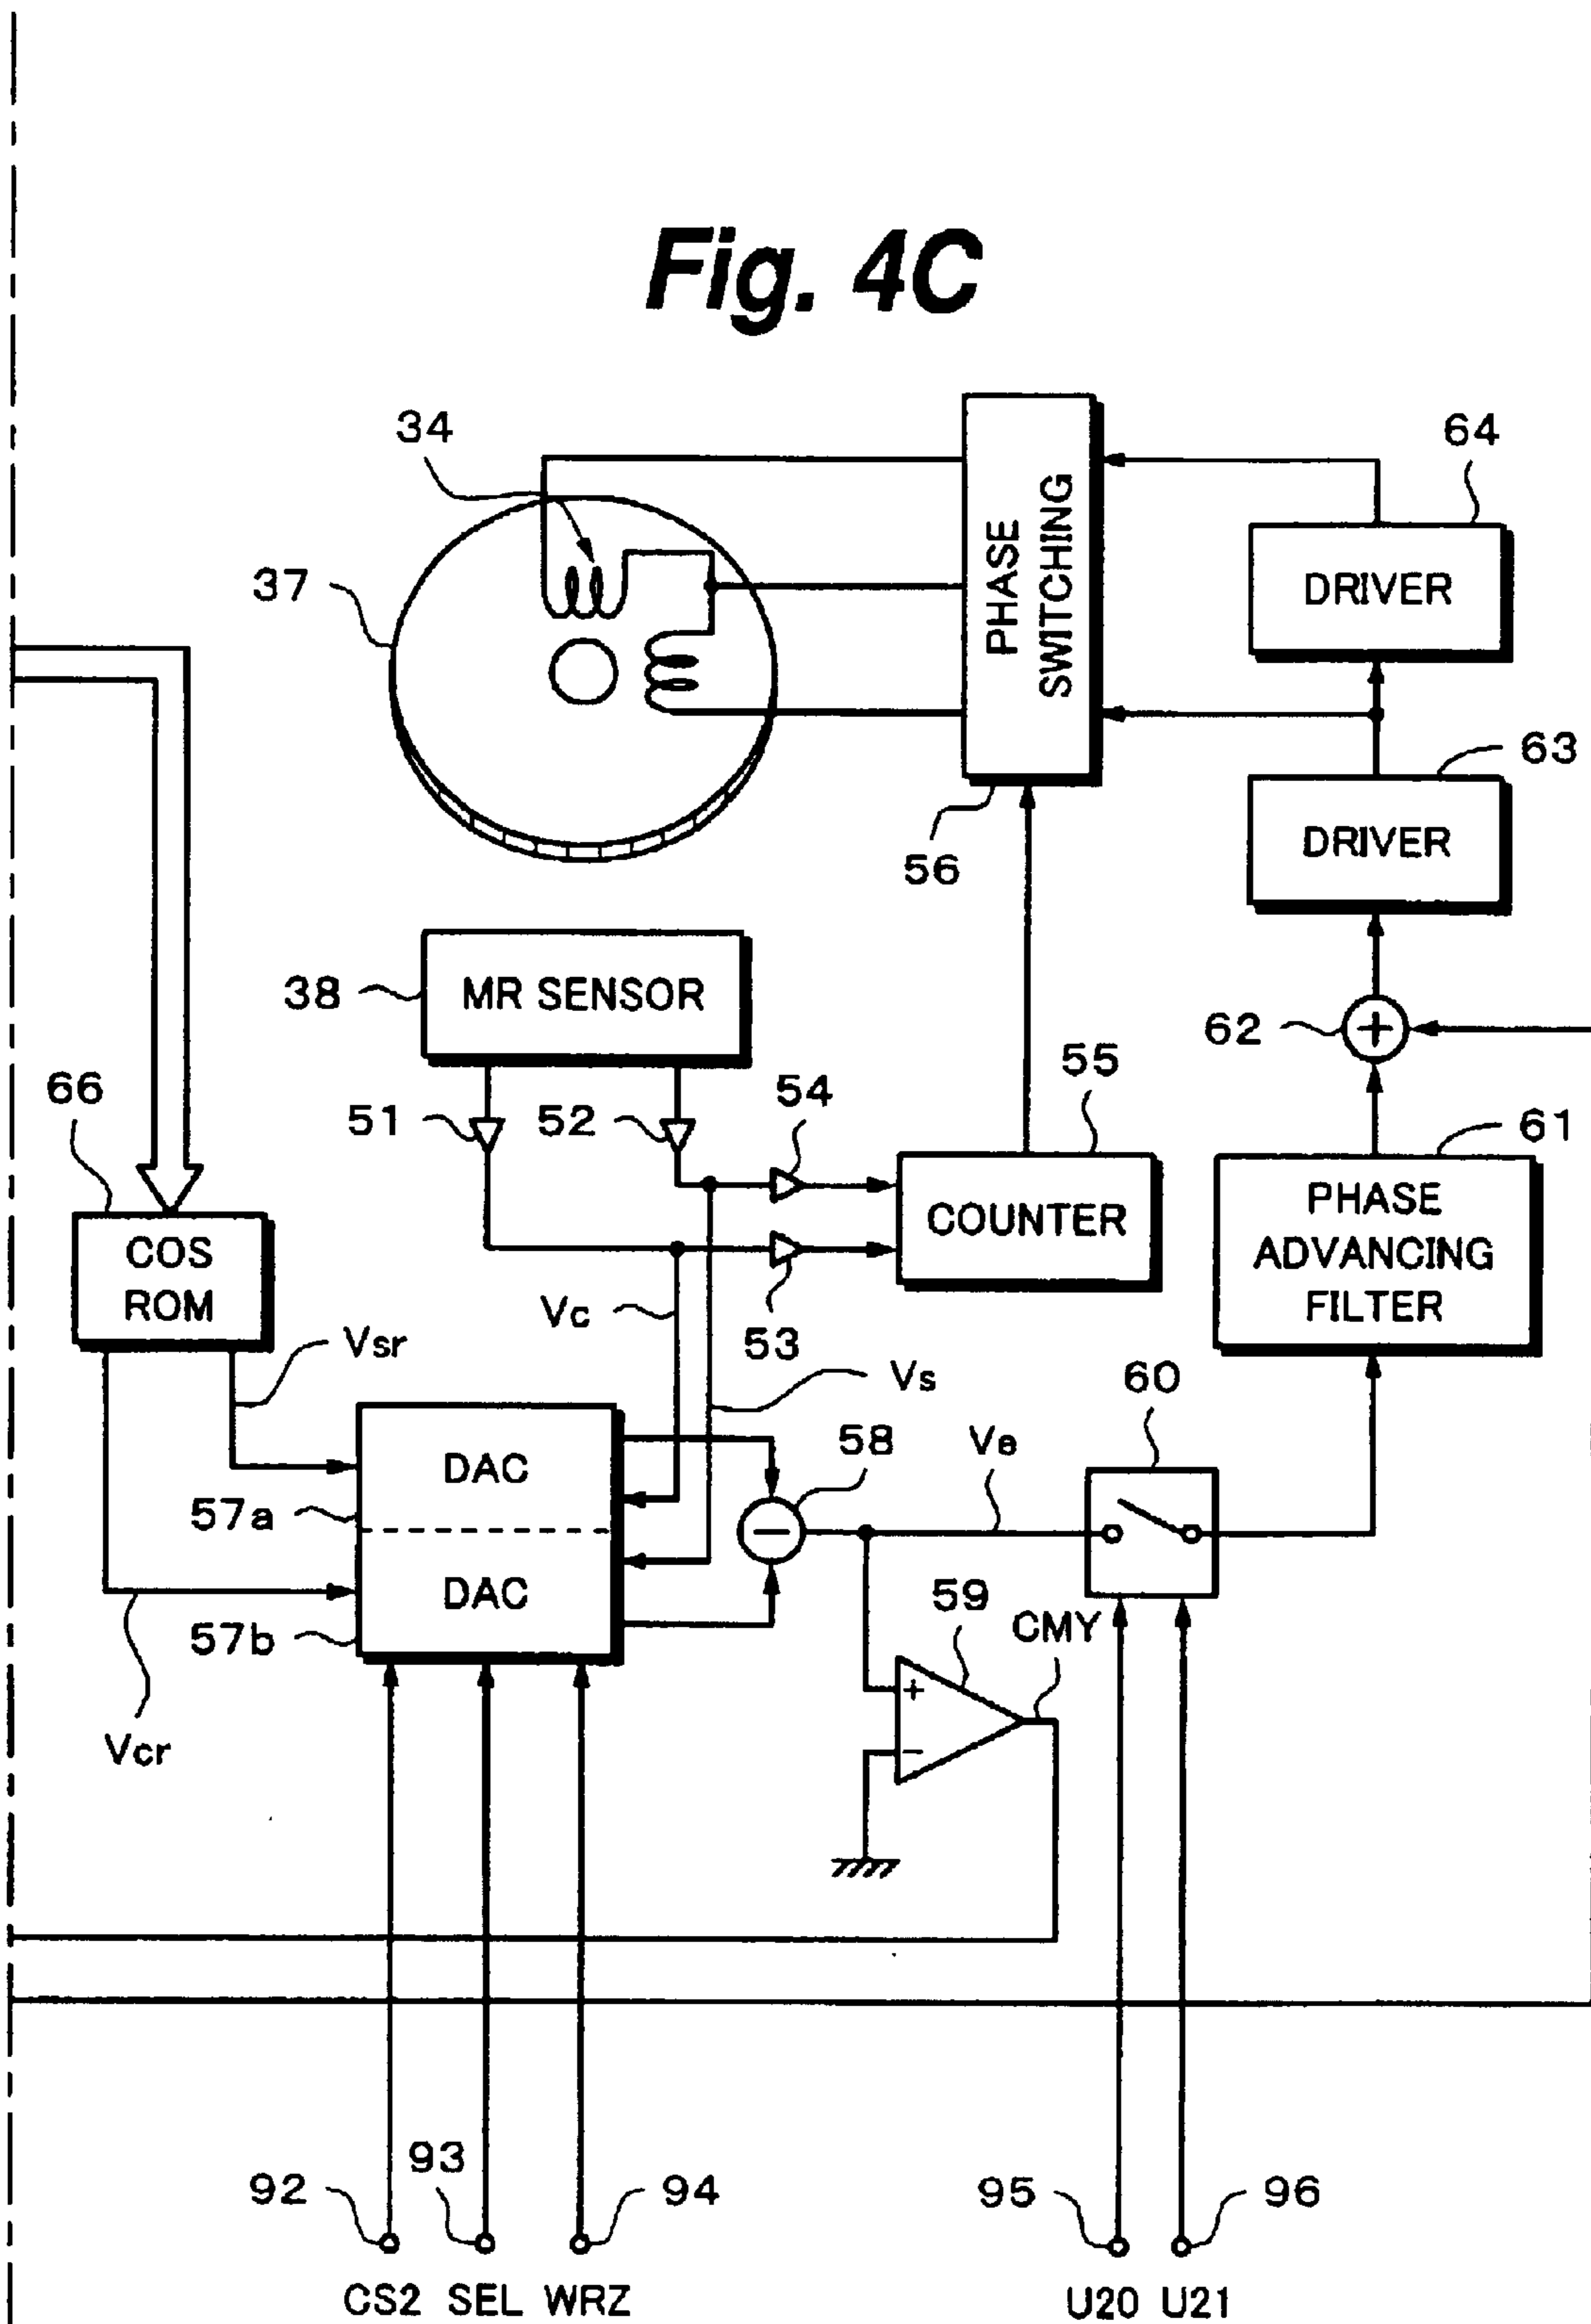 Fig. 4C
34
64
37
PHASE
SWITCHING
DRIVER
63
56
DRIVER
38
MR SENSOR
62
+
66
51
52
54
55
61
COS
ROM
COUNTER
PHASE
ADVANCING
FILTER
Vc
53
Vsr
Vs
60
DAC
58
Ve
57a
−
DAC
59
CMY
57b
+
−
Vcr
92
93
94
95
96
CS2 SEL WRZ
U20 U21